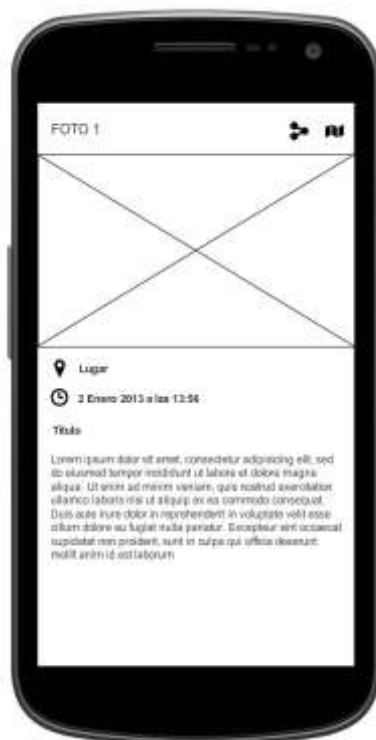 FOTO 1
Lugar
2 Enero 2013 a las 13:56
Título
Lorem ipsum dolor sit amet, consectetur adipisicing elit, sed
do eiusmod tempor incididunt ut labore et dolore magna
aliqua. Ut enim ad minim veniam, quis nostrud exercitation
ullamco laboris nisi ut aliquip ex ea commodo consequat.
Duis aute irure dolor in reprehenderit in voluptate velit esse
cillum dolore eu fugiat nulla pariatur. Excepteur sint occaecat
cupidatat non proident, sunt in culpa qui officia deserunt
mollit anim id est laborum